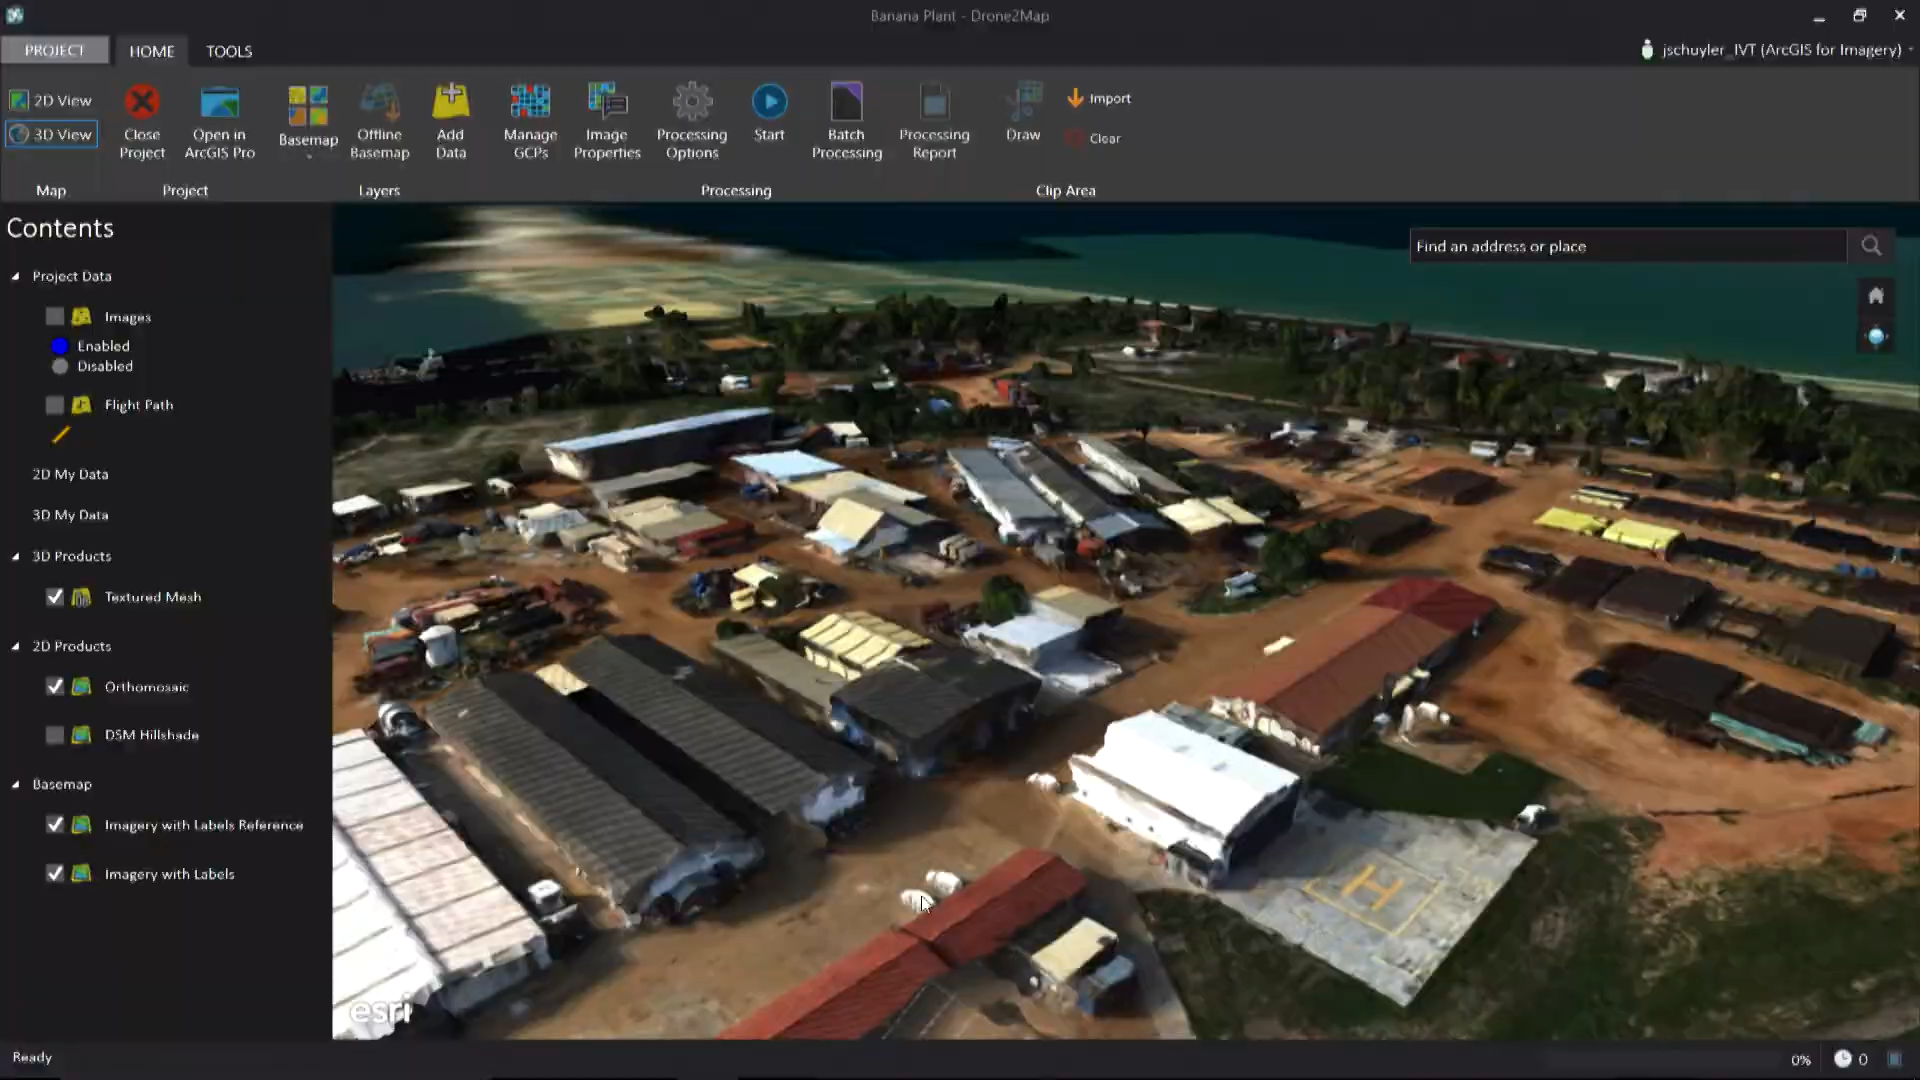 Banana Plant - Drone2Map
PROJECT
HOME
TOOLS
jschuyler_IVT (ArcGIS for Imagery)
2D View
3D View
Close Project
Open in ArcGIS Pro
Basemap
Offline Basemap
Add Data
Manage GCPs
Image Properties
Processing Options
Start
Batch Processing
Processing Report
Draw
Import
Clear
Map
Project
Layers
Processing
Clip Area
Contents
Find an address or place
Project Data
Images
Enabled
Disabled
Flight Path
2D My Data
3D My Data
3D Products
Textured Mesh
2D Products
Orthomosaic
DSM Hillshade
Basemap
Imagery with Labels Reference
Imagery with Labels
H
esri
Ready
0%
0